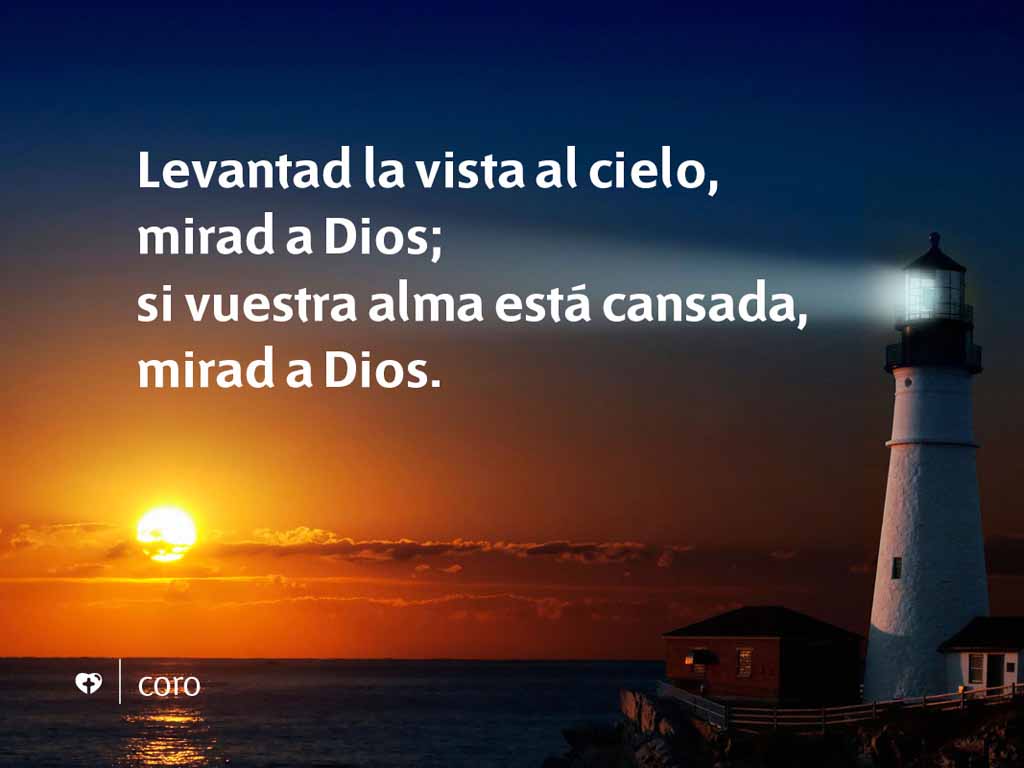 Levantad la vista al cielo,
mirad a Dios;
si vuestra alma está cansada,
mirad a Dios.
coro